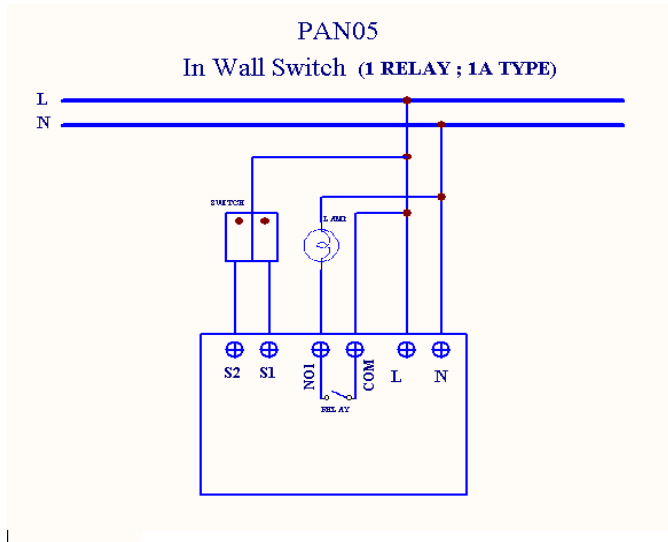 PAN05
In Wall Switch (1 RELAY ; 1A TYPE)
L
N
SWITCH
LAMP
S2 S1 NO1 COM L N
RELAY